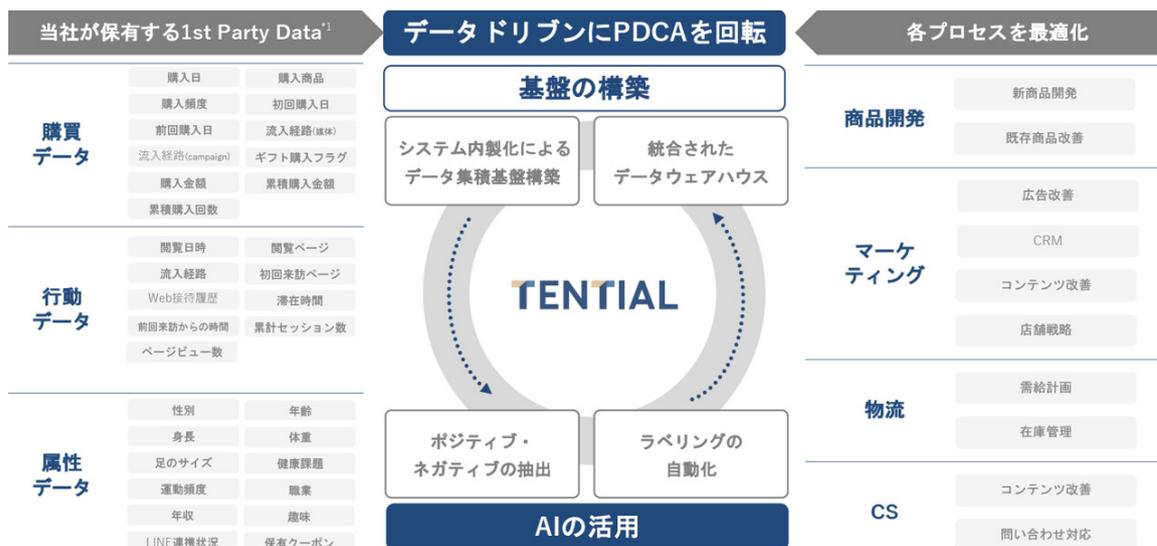 当社が保有する1st Party Data*1
購買
データ
購入日
購入商品
購入頻度
初回購入日
前回購入日
流入経路(媒体)
流入経路(campaign)
ギフト購入フラグ
購入金額
累積購入金額
累積購入回数
行動
データ
閲覧日時
閲覧ページ
流入経路
初回来訪ページ
Web接待履歴
滞在時間
前回来訪からの時間
累計セッション数
ページビュー数
属性
データ
性別
年齢
身長
体重
足のサイズ
健康課題
運動頻度
職業
年収
趣味
LINE連携状況
保有クーポン
データドリブンにPDCAを回転
基盤の構築
システム内製化による
データ集積基盤構築
統合された
データウェアハウス
TENTIAL
ポジティブ・
ネガティブの抽出
ラベリングの
自動化
AIの活用
各プロセスを最適化
商品開発
新商品開発
既存商品改善
マーケ
ティング
広告改善
CRM
コンテンツ改善
店舗戦略
物流
需給計画
在庫管理
CS
コンテンツ改善
問い合わせ対応